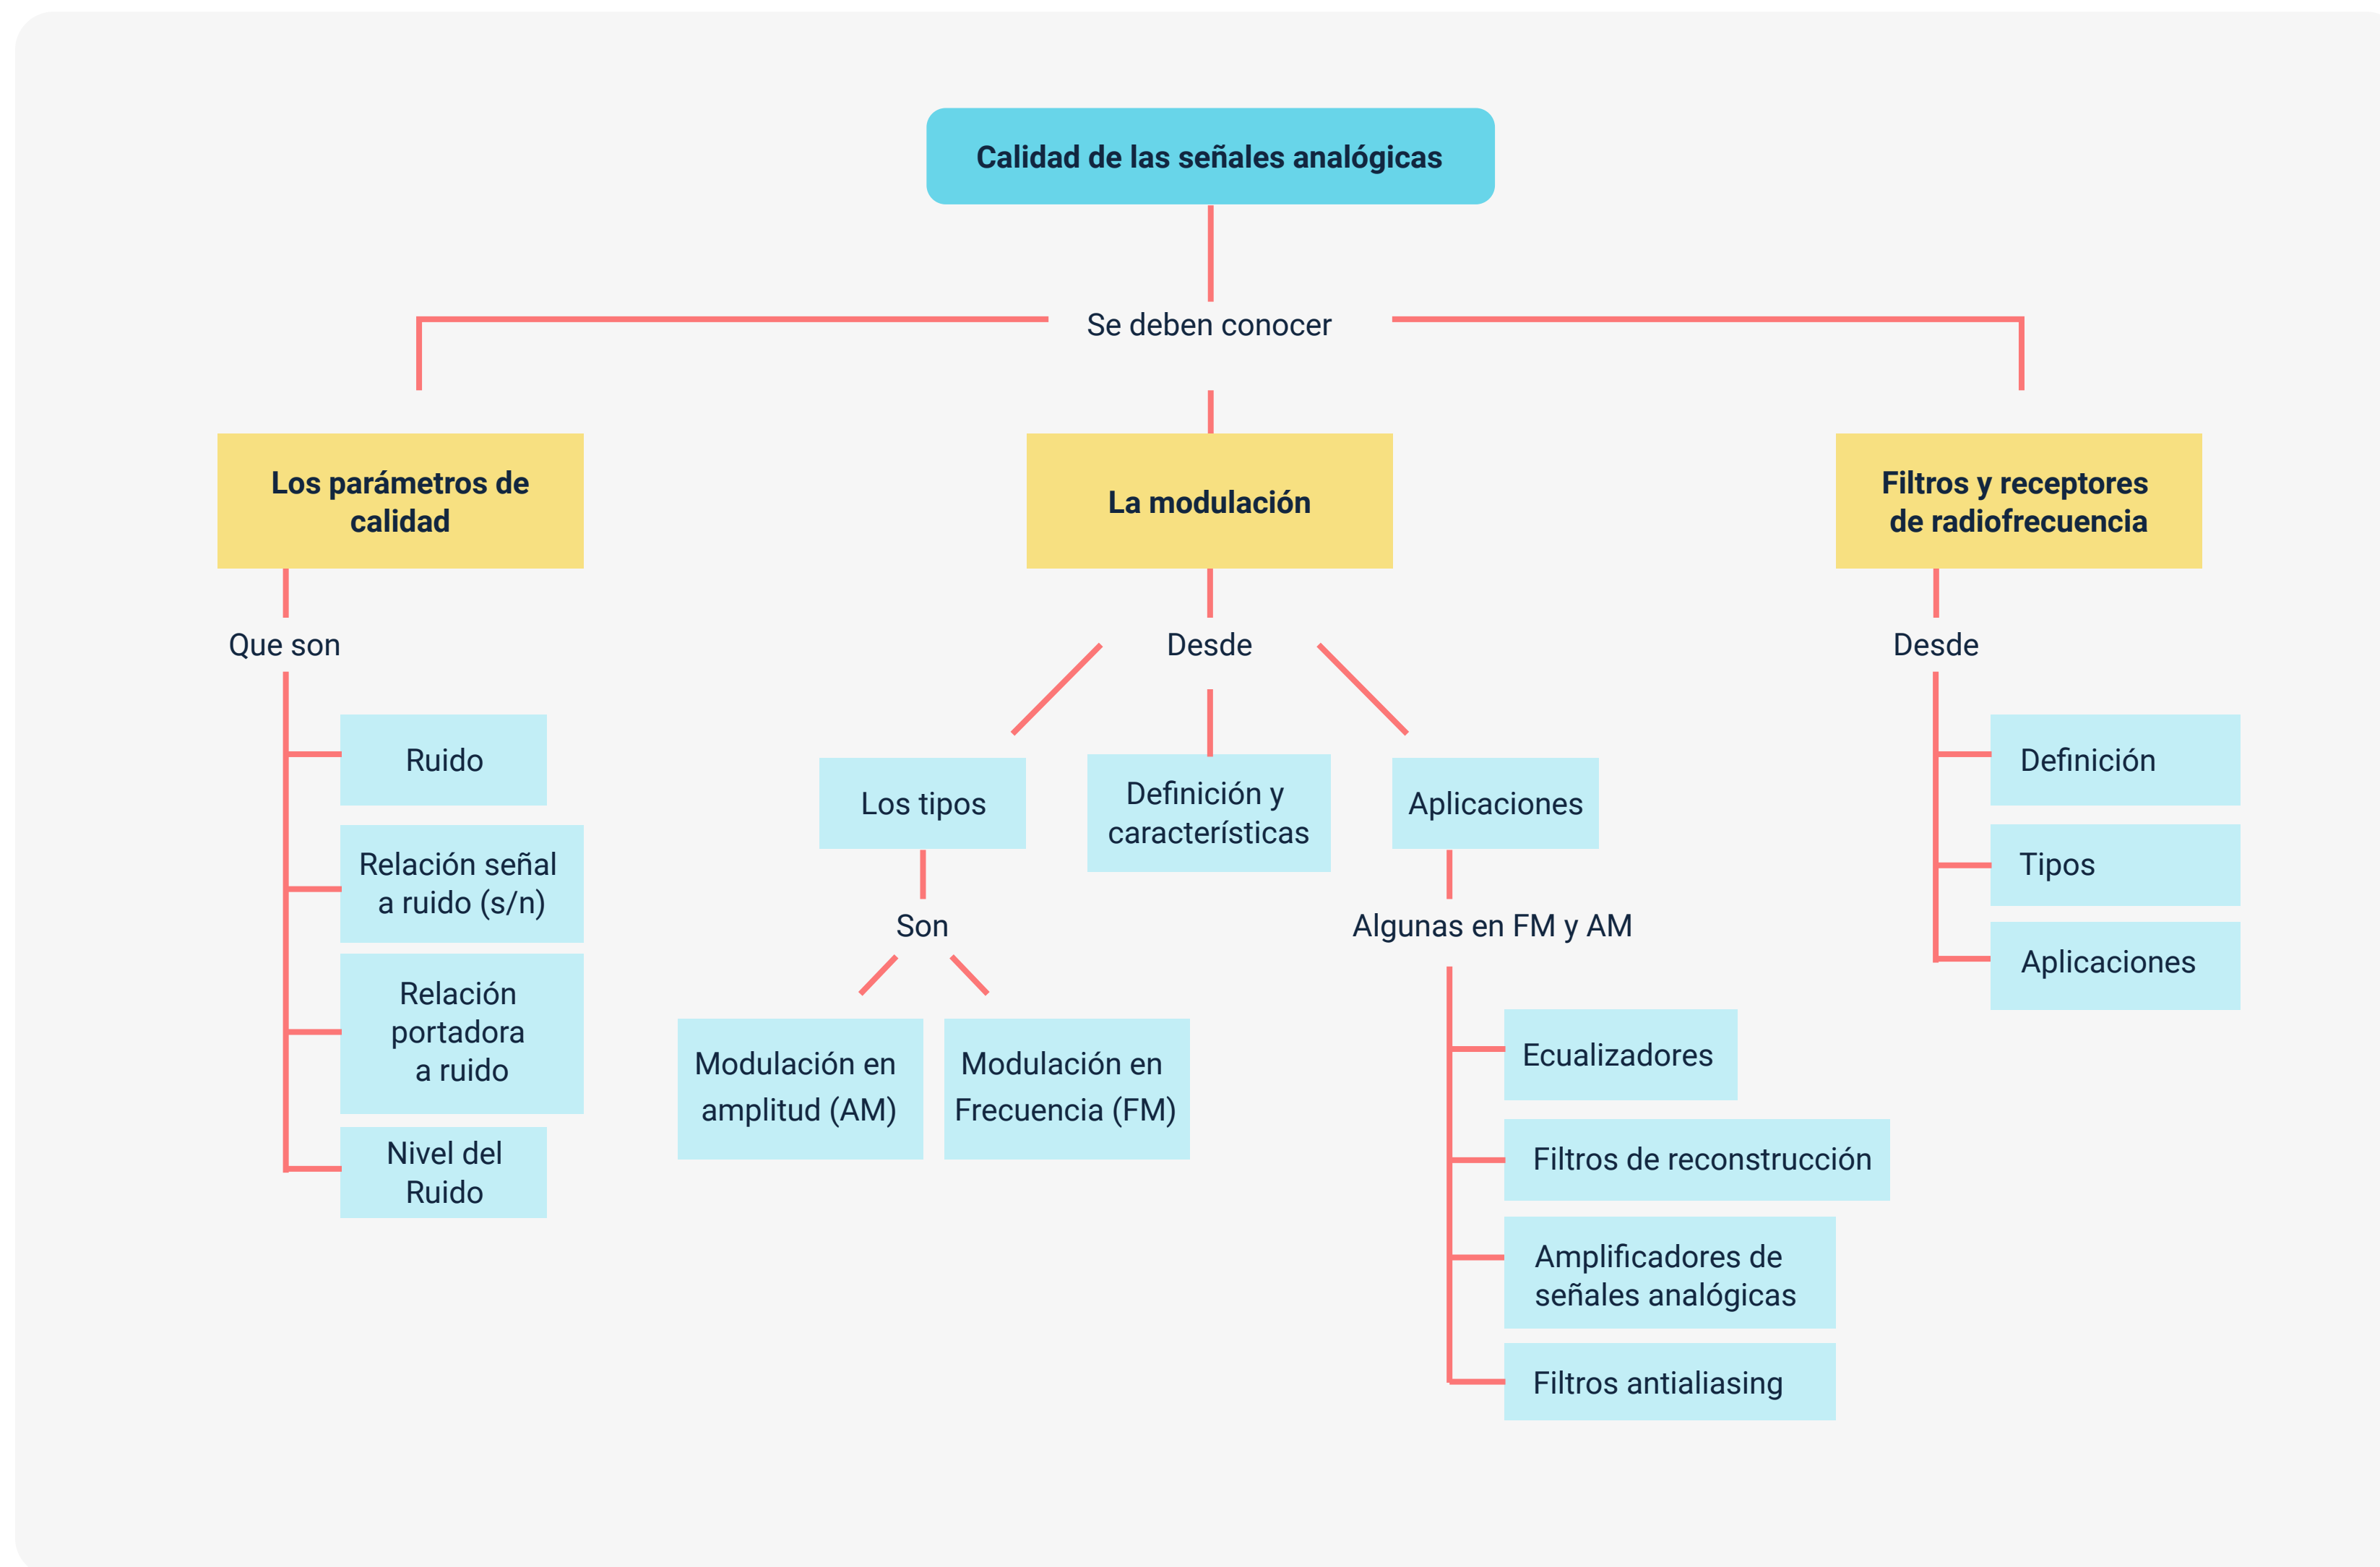 Calidad de las señales analógicas
Se deben conocer
Los parámetros de
calidad
Que son
Ruido
Relación señal
a ruido (s/n)
Relación
portadora
a ruido
Nivel del
Ruido
La modulación
Desde
Los tipos
Son
Modulación en
amplitud (AM)
Modulación en
Frecuencia (FM)
Definición y
características
Aplicaciones
Algunas en FM y AM
Ecualizadores
Filtros de reconstrucción
Amplificadores de
señales analógicas
Filtros antialiasing
Filtros y receptores
de radiofrecuencia
Desde
Definición
Tipos
Aplicaciones